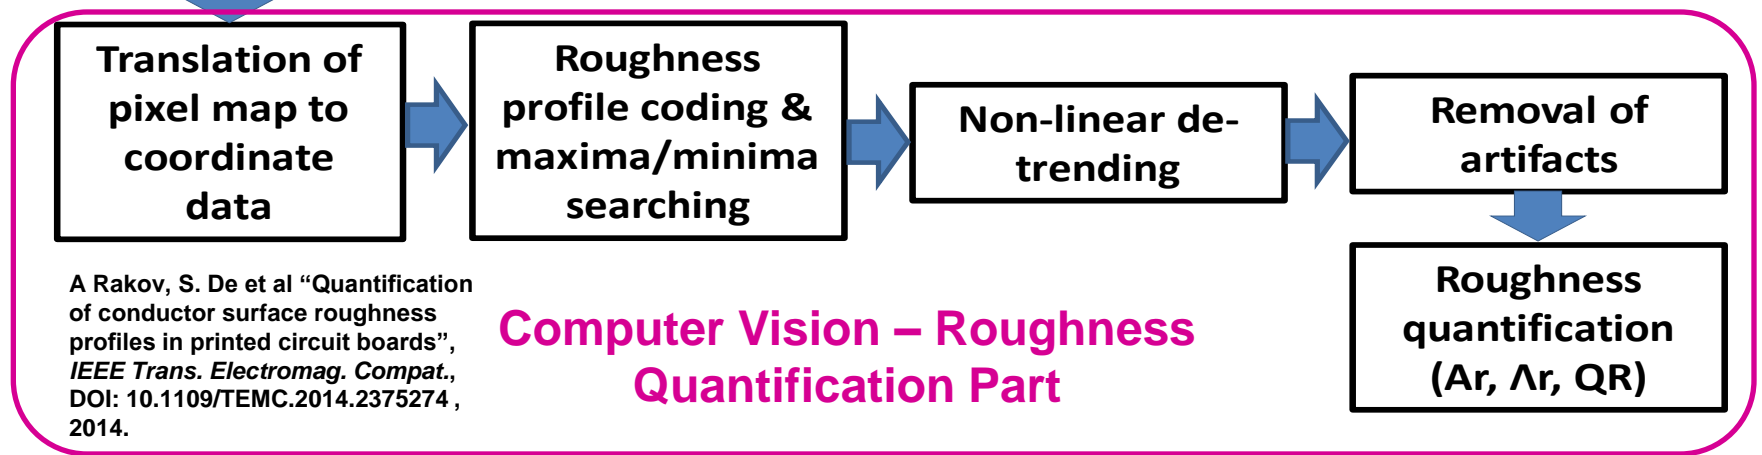 Translation of
pixel map to
coordinate
data
Roughness
profile coding &
maxima/minima
searching
Non-linear de-
trending
Removal of
artifacts
Roughness
quantification
(Ar, Λr, QR)
A Rakov, S. De et al “Quantification
of conductor surface roughness
profiles in printed circuit boards”,
IEEE Trans. Electromag. Compat.,
DOI: 10.1109/TEMC.2014.2375274 ,
2014.
Computer Vision – Roughness
Quantification Part